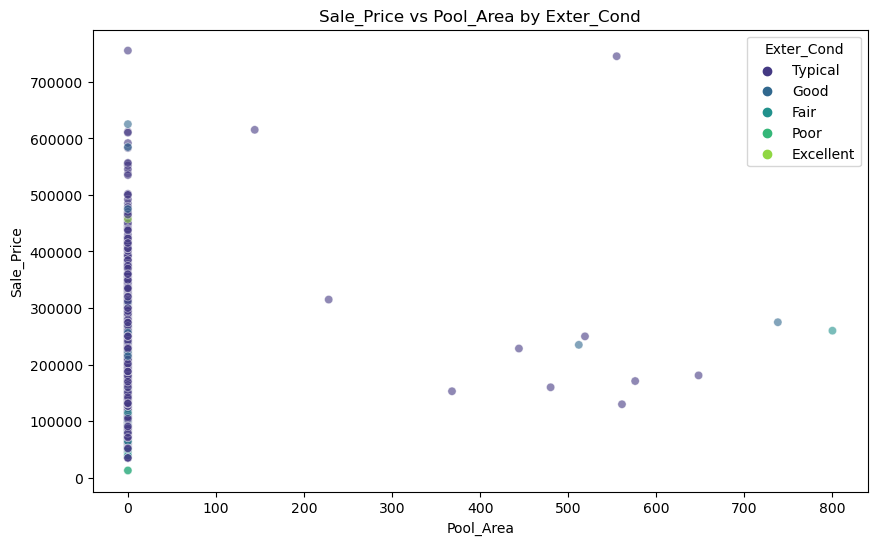 Sale_Price vs Pool_Area by Exter_Cond
Exter_Cond
Typical
Good
Fair
Poor
Excellent
Sale_Price
700000
600000
500000
400000
300000
200000
100000
0
0 100 200 300 400 500 600 700 800
Pool_Area